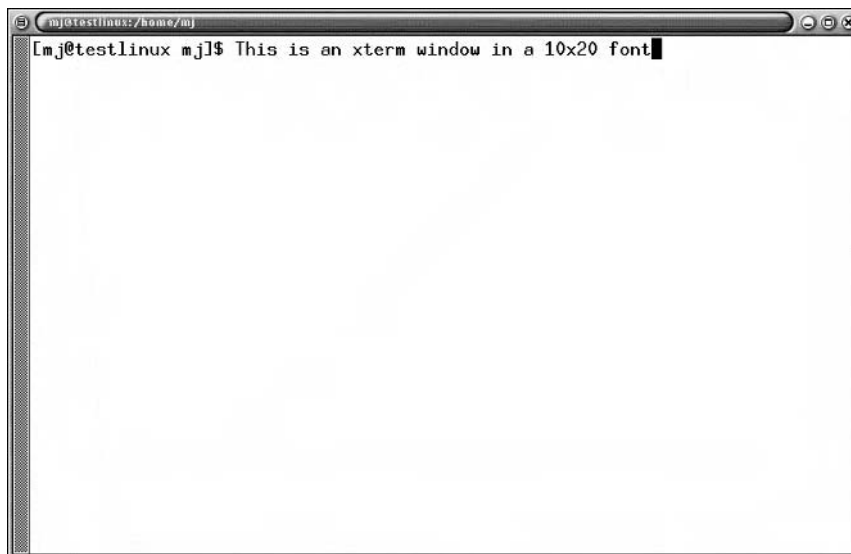 mj@testlinux:/home/mj
[mj@testlinux mj]$ This is an xterm window in a 10x20 font